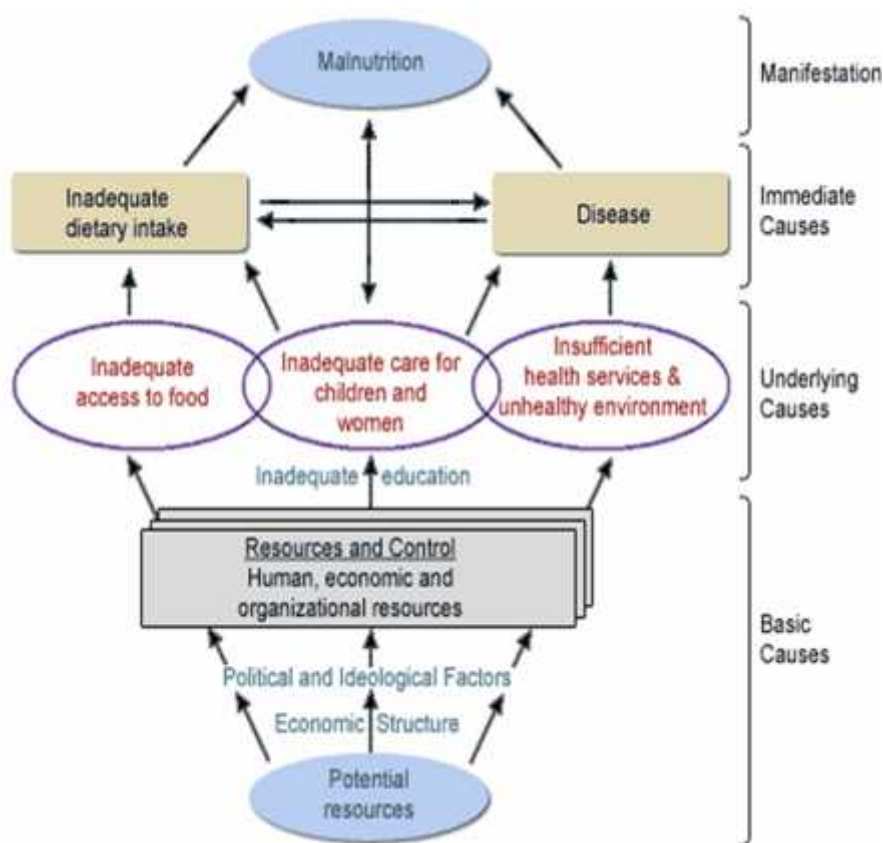 Malnutrition
Manifestation
Inadequate
dietary intake
Disease
Immediate
Causes
Inadequate
access to food
Inadequate care for
children and
women
Insufficient
health services &
unhealthy environment
Underlying
Causes
Inadequate education
Resources and Control
Human, economic and
organizational resources
Basic
Causes
Political and Ideological Factors
Economic Structure
Potential
resources